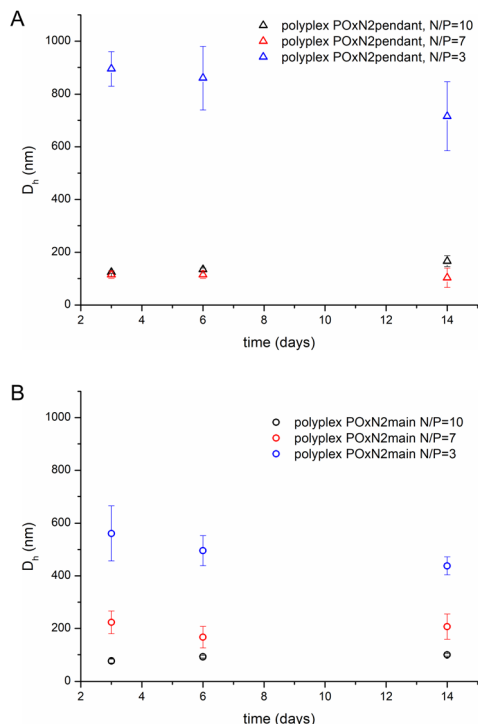 A
polyplex POxN2pendant, N/P=10
polyplex POxN2pendant, N/P=7
polyplex POxN2pendant, N/P=3
1000
800
600
400
200
0
Dh (nm)
2 4 6 8 10 12 14
time (days)
B
polyplex POxN2main N/P=10
polyplex POxN2main N/P=7
polyplex POxN2main N/P=3
1000
800
600
400
200
0
Dh (nm)
2 4 6 8 10 12 14
time (days)